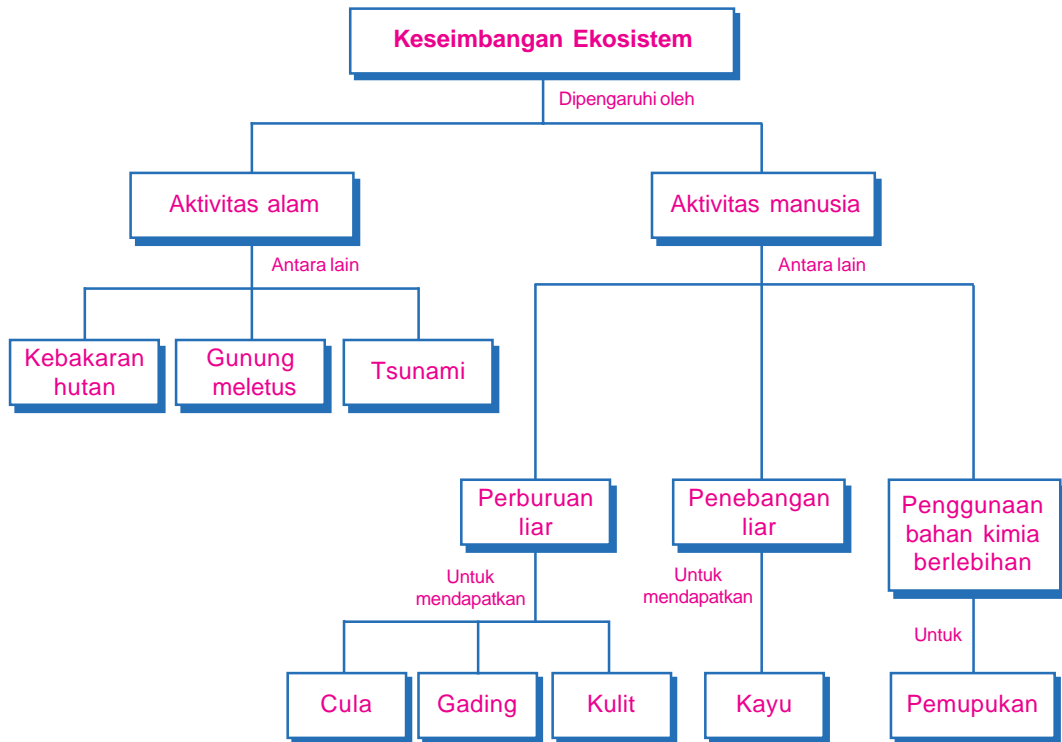 Keseimbangan Ekosistem
Dipengaruhi oleh
Aktivitas alam
Aktivitas manusia
Antara lain
Antara lain
Kebakaran
hutan
Gunung
meletus
Tsunami
Perburuan
liar
Penebangan
liar
Penggunaan
bahan kimia
berlebihan
Untuk
mendapatkan
Untuk
mendapatkan
Untuk
Cula
Gading
Kulit
Kayu
Pemupukan